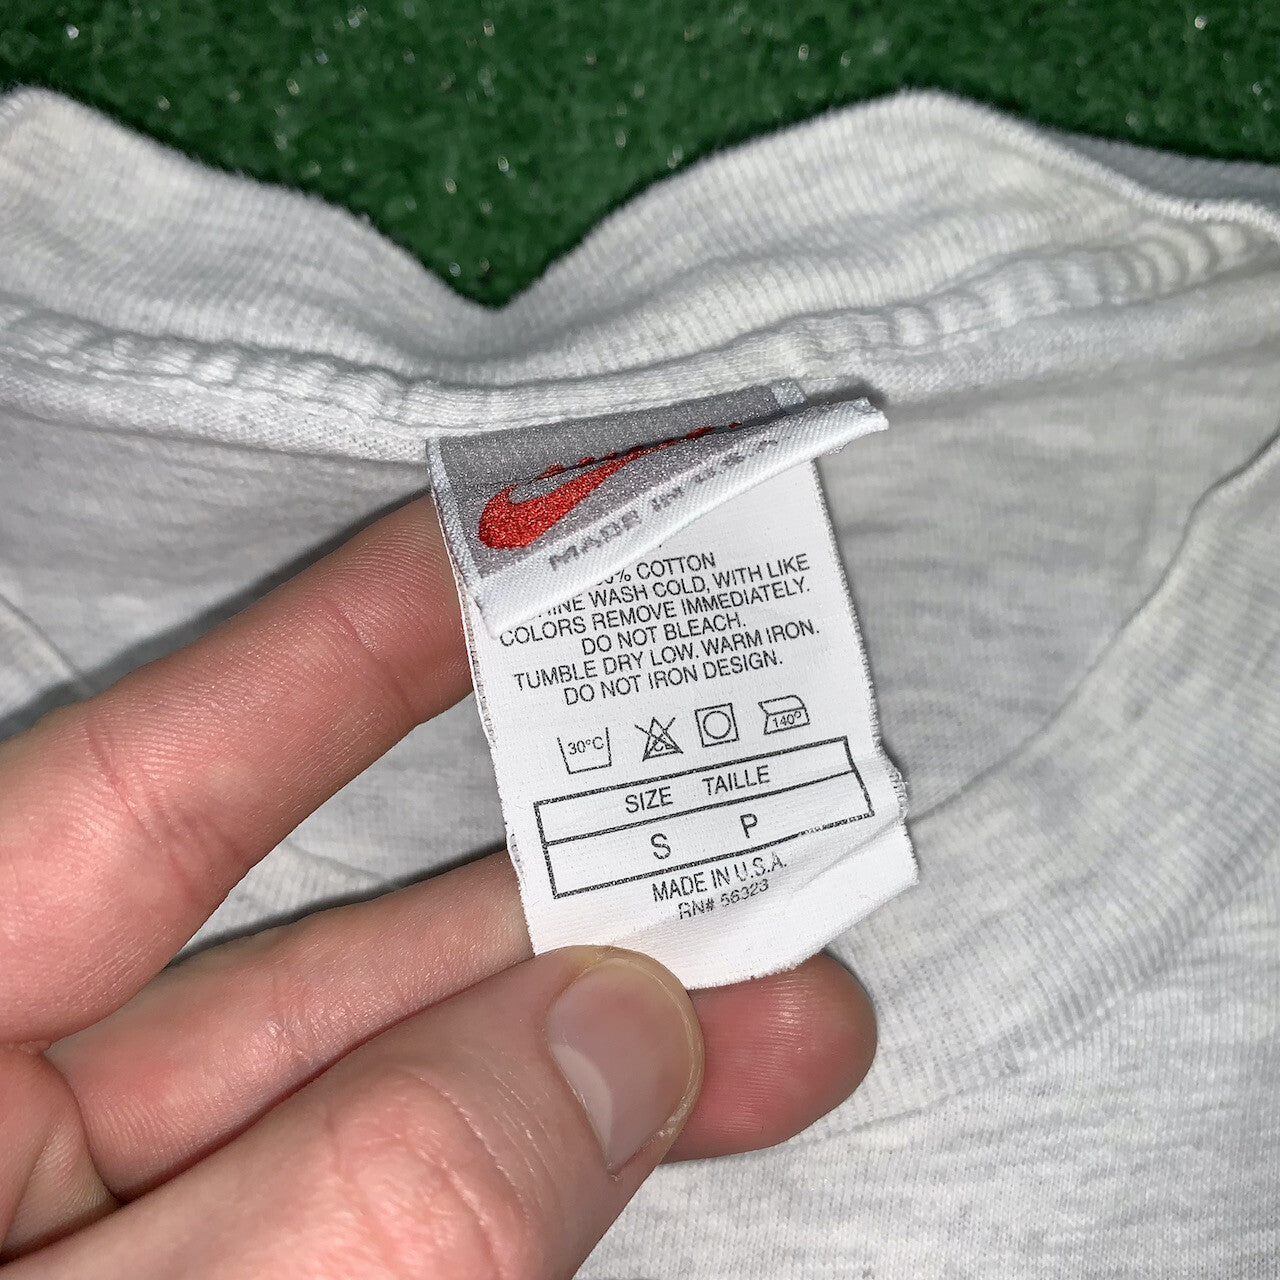 MADE IN U.S.A
% COTTON
WASH COLD, WITH LIKE
COLORS REMOVE IMMEDIATELY.
DO NOT BLEACH.
TUMBLE DRY LOW. WARM IRON.
DO NOT IRON DESIGN.
30°C CL 140°
SIZE TAILLE
S P
MADE IN U.S.A.
RN# 56323